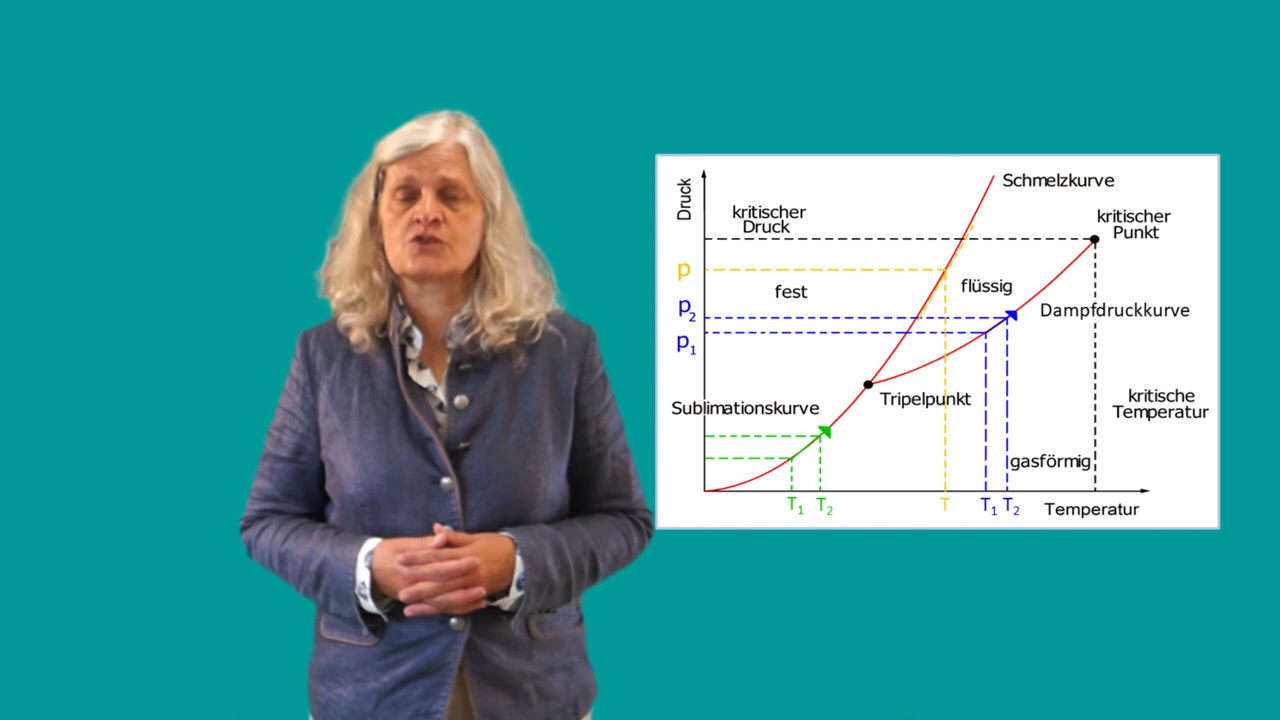 Druck
Schmelzkurve
kritischer
Druck
kritischer
Punkt
p
fest
flüssig
p2
Dampfdruckkurve
p1
Sublimationskurve
Tripelpunkt
kritische
Temperatur
gasförmig
T1 T2 T T1 T2
Temperatur